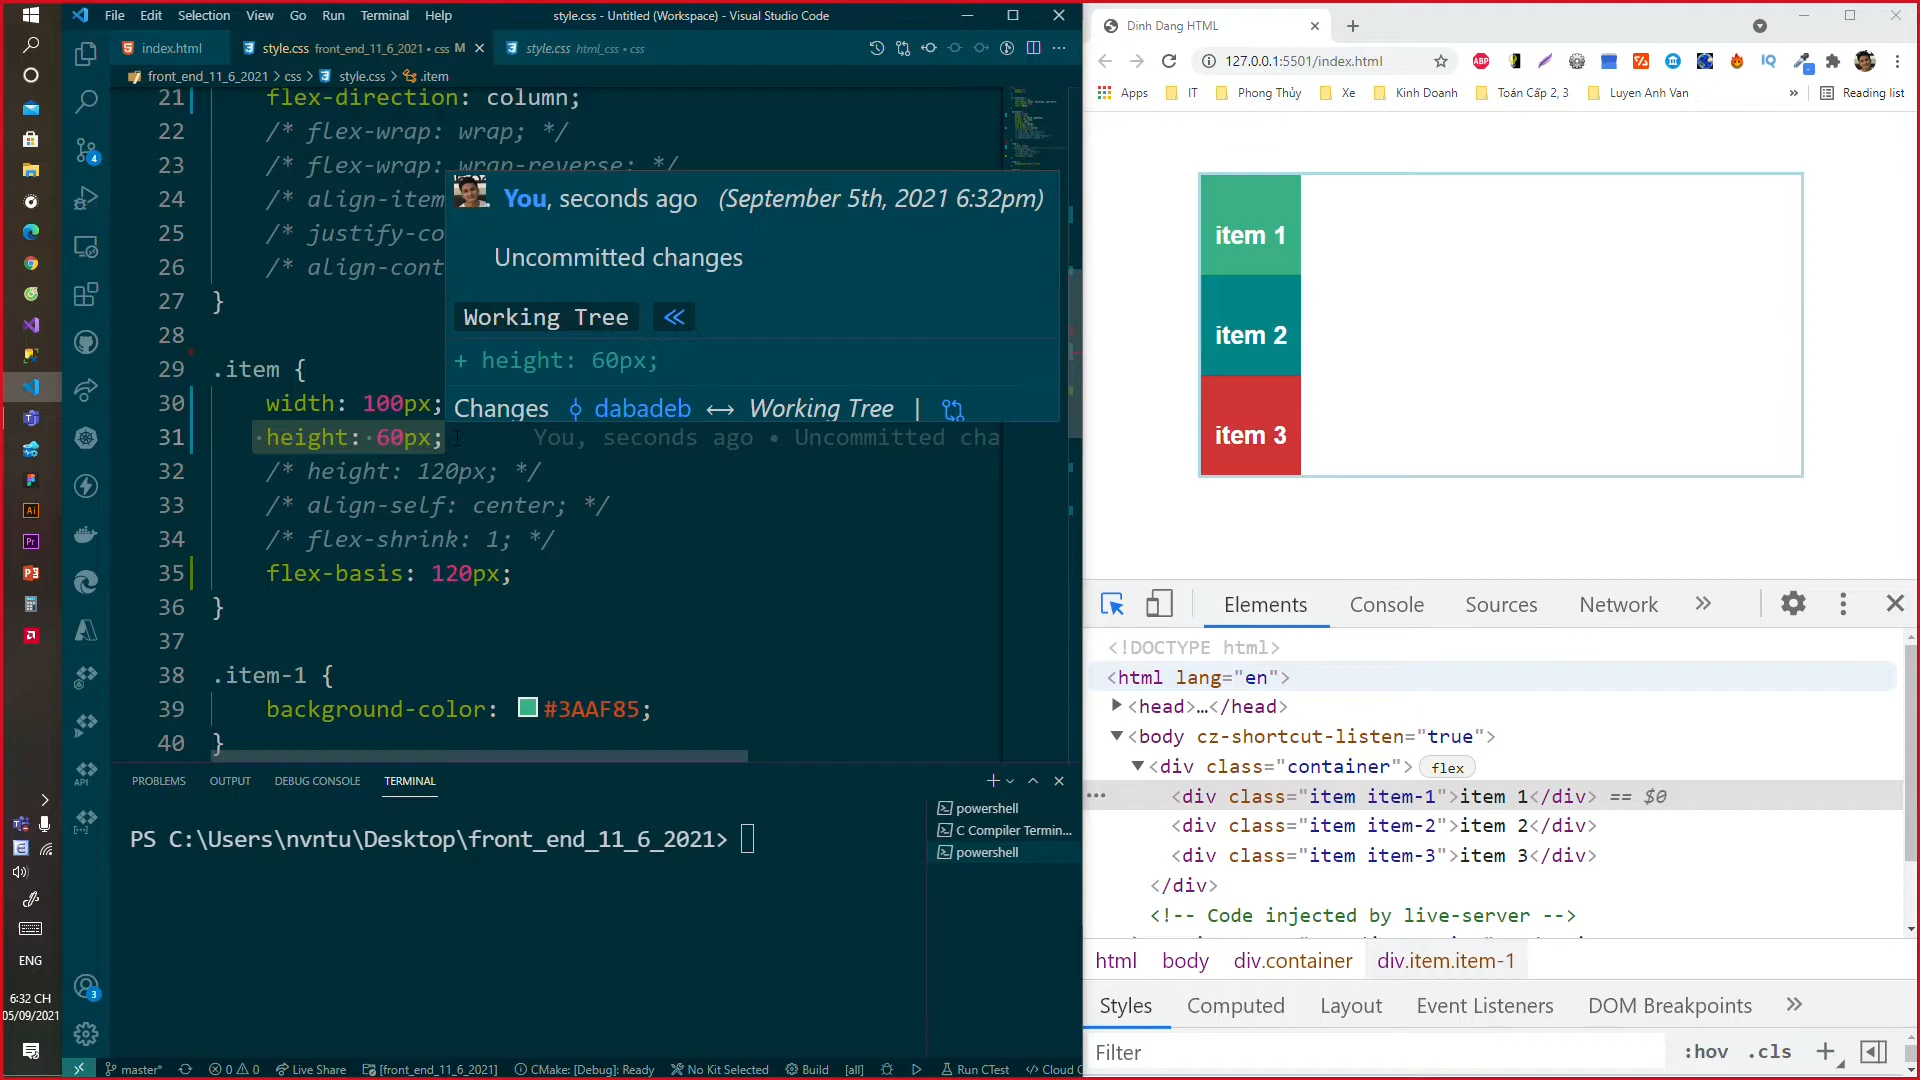 File Edit Selection View Go Run Terminal Help
style.css - Untitled (Workspace) - Visual Studio Code
index.html
style.css front_end_11_6_2021 • css M
style.css html_css • css
front_end_11_6_2021 > css > style.css > .item
21 flex-direction: column;
22 /* flex-wrap: wrap; */
23 /* flex-wrap: wrap-reverse; */
24 /* align-item
25 /* justify-co
26 /* align-cont
27 }
28
29 .item {
30 width: 100px;
31 height: 60px; You, seconds ago • Uncommitted cha
32 /* height: 120px; */
33 /* align-self: center; */
34 /* flex-shrink: 1; */
35 flex-basis: 120px;
36 }
37
38 .item-1 {
39 background-color: #3AAF85;
40 }
You, seconds ago (September 5th, 2021 6:32pm)
Uncommitted changes
Working Tree
+ height: 60px;
Changes dabadeb ↔ Working Tree |
PROBLEMS OUTPUT DEBUG CONSOLE TERMINAL
PS C:\Users\nvntu\Desktop\front_end_11_6_2021>
powershell
C Compiler Termin...
powershell
4
API
3
ENG
6:32 CH
05/09/2021
master* 0 0 Live Share [front_end_11_6_2021] CMake: [Debug]: Ready No Kit Selected Build [all] Run CTest Cloud C
Dinh Dang HTML
127.0.0.1:5501/index.html
ABP
IQ
Apps IT Phong Thủy Xe Kinh Doanh Toán Cấp 2, 3 Luyen Anh Van » Reading list
item 1
item 2
item 3
Elements Console Sources Network »
<!DOCTYPE html>
<html lang="en">
<head>…</head>
<body cz-shortcut-listen="true">
<div class="container"> flex
<div class="item item-1">item 1</div> == $0
<div class="item item-2">item 2</div>
<div class="item item-3">item 3</div>
</div>
<!-- Code injected by live-server -->
html body div.container div.item.item-1
Styles Computed Layout Event Listeners DOM Breakpoints »
Filter :hov .cls +